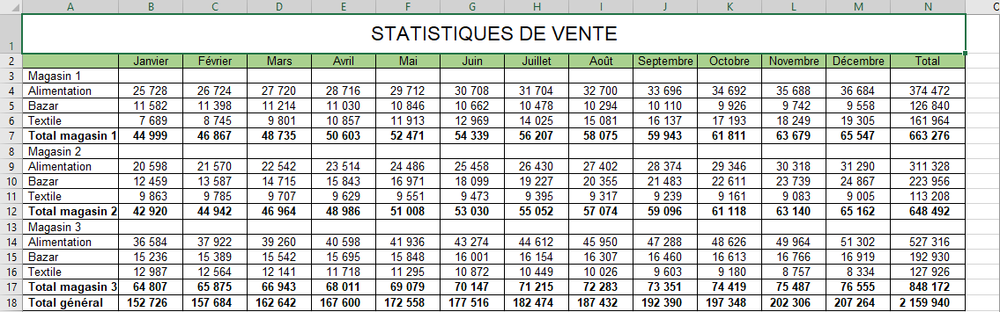 A B C D E F G H I J K L M N
1 STATISTIQUES DE VENTE
2 Janvier Février Mars Avril Mai Juin Juillet Août Septembre Octobre Novembre Décembre Total
3 Magasin 1
4 Alimentation 25 728 26 724 27 720 28 716 29 712 30 708 31 704 32 700 33 696 34 692 35 688 36 684 374 472
5 Bazar 11 582 11 398 11 214 11 030 10 846 10 662 10 478 10 294 10 110 9 926 9 742 9 558 126 840
6 Textile 7 689 8 745 9 801 10 857 11 913 12 969 14 025 15 081 16 137 17 193 18 249 19 305 161 964
7 Total magasin 1 44 999 46 867 48 735 50 603 52 471 54 339 56 207 58 075 59 943 61 811 63 679 65 547 663 276
8 Magasin 2
9 Alimentation 20 598 21 570 22 542 23 514 24 486 25 458 26 430 27 402 28 374 29 346 30 318 31 290 311 328
10 Bazar 12 459 13 587 14 715 15 843 16 971 18 099 19 227 20 355 21 483 22 611 23 739 24 867 223 956
11 Textile 9 863 9 785 9 707 9 629 9 551 9 473 9 395 9 317 9 239 9 161 9 083 9 005 113 208
12 Total magasin 2 42 920 44 942 46 964 48 986 51 008 53 030 55 052 57 074 59 096 61 118 63 140 65 162 648 492
13 Magasin 3
14 Alimentation 36 584 37 922 39 260 40 598 41 936 43 274 44 612 45 950 47 288 48 626 49 964 51 302 527 316
15 Bazar 15 236 15 389 15 542 15 695 15 848 16 001 16 154 16 307 16 460 16 613 16 766 16 919 192 930
16 Textile 12 987 12 564 12 141 11 718 11 295 10 872 10 449 10 026 9 603 9 180 8 757 8 334 127 926
17 Total magasin 3 64 807 65 875 66 943 68 011 69 079 70 147 71 215 72 283 73 351 74 419 75 487 76 555 848 172
18 Total général 152 726 157 684 162 642 167 600 172 558 177 516 182 474 187 432 192 390 197 348 202 306 207 264 2 159 940